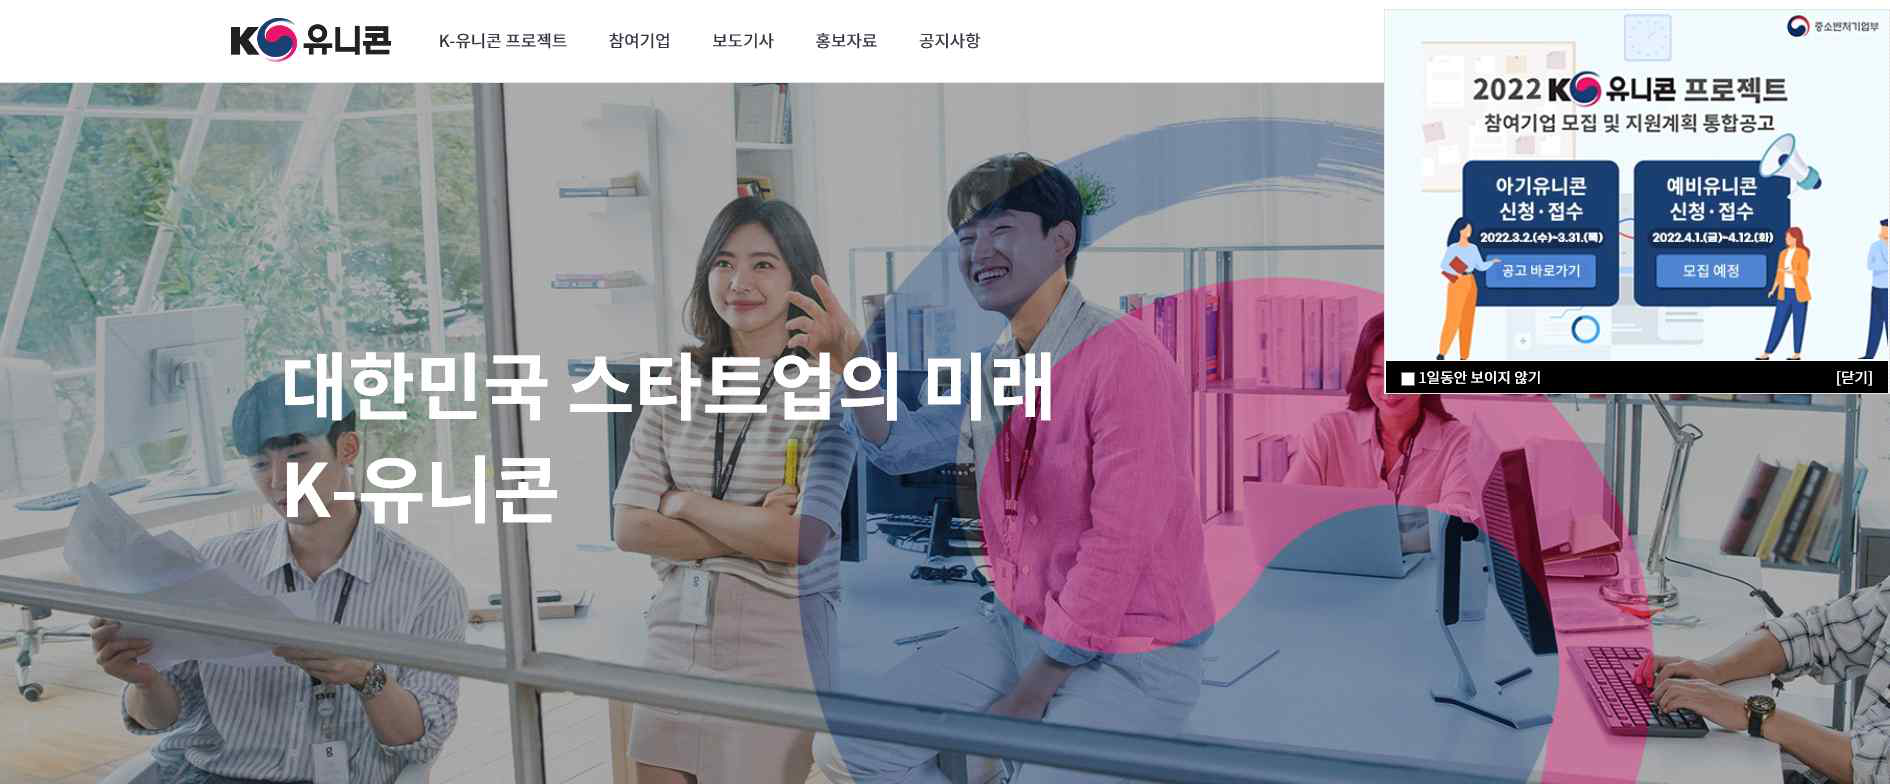 K 유니콘
K-유니콘 프로젝트
참여기업
보도기사
홍보자료
공지사항
대한민국 스타트업의 미래
K-유니콘
중소벤처기업부
2022 K 유니콘 프로젝트
참여기업 모집 및 지원계획 통합공고
아기유니콘
신청·접수
2022.3.2.(수)~3.31.(목)
공고 바로가기
예비유니콘
신청·접수
2022.4.1.(금)~4.12.(화)
모집 예정
1일동안 보이지 않기
[닫기]